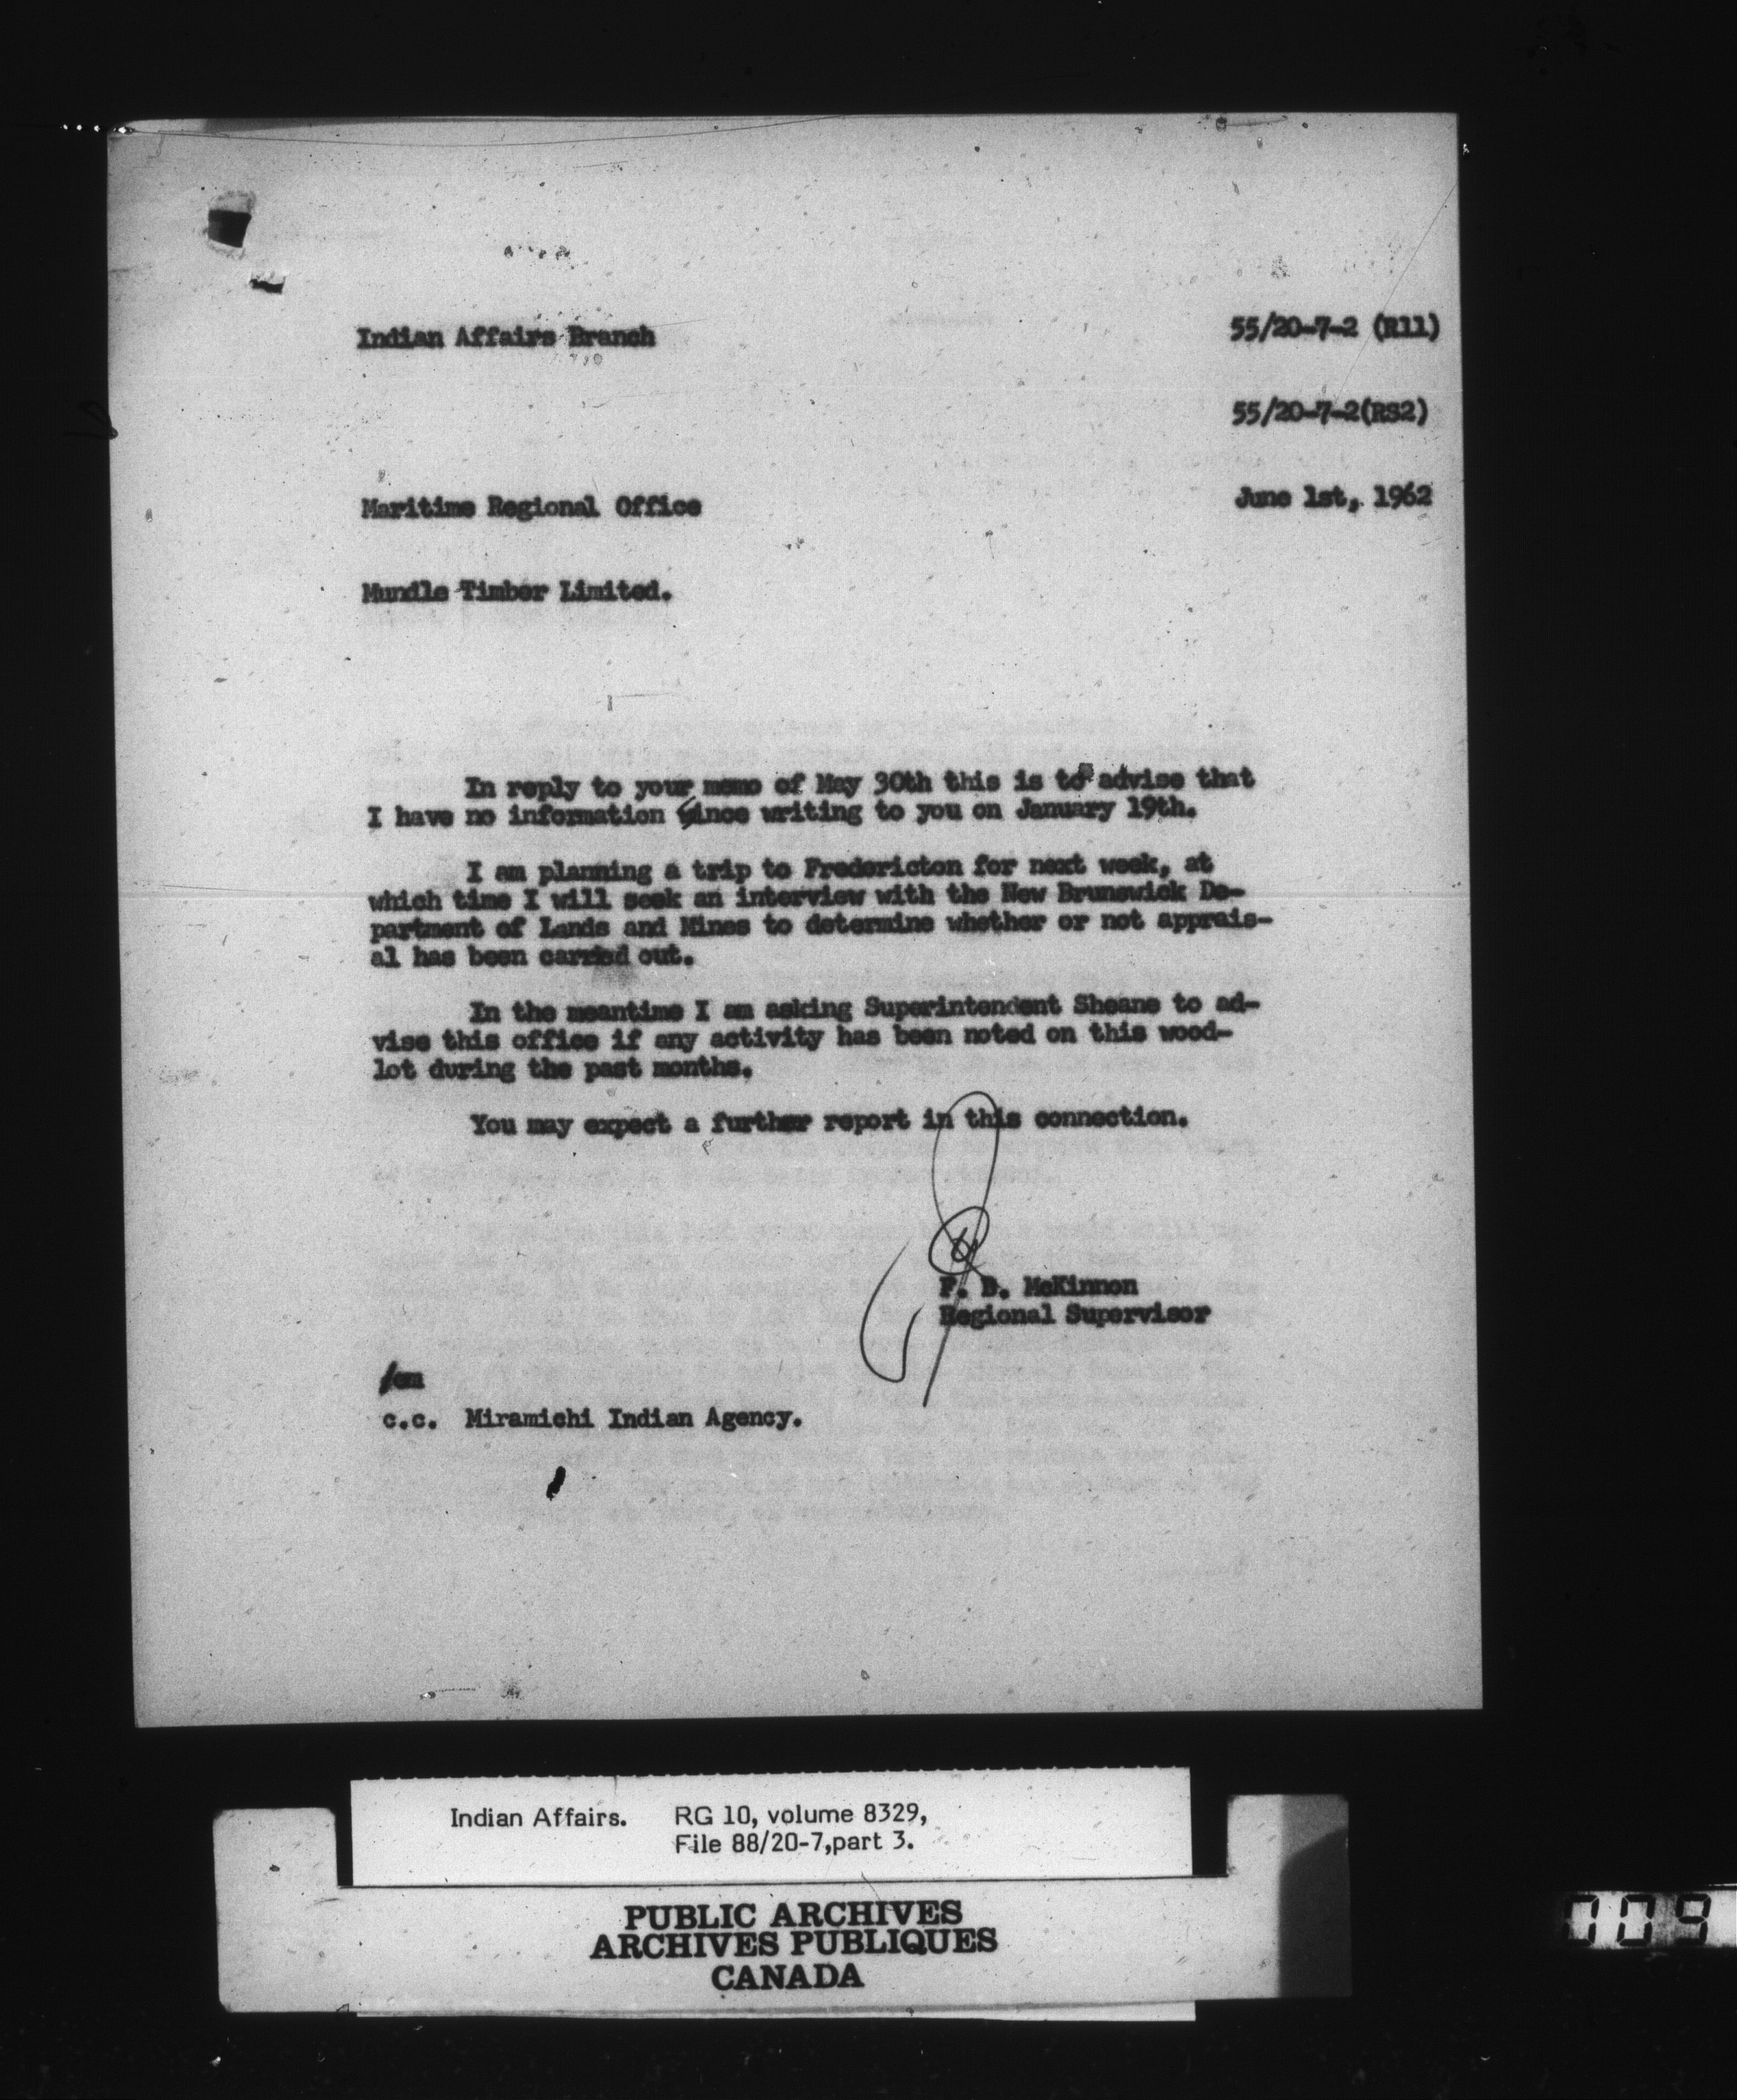 Indian Affairs Branch
55/20-7-2 (R11)
55/20-7-2(RS2)
Maritime Regional Office
June 1st, 1962
Mundle Timber Limited.
In reply to your memo of May 30th this is to advise that
I have no information since writing to you on January 19th.
I am planning a trip to Fredericton for next week, at
which time I will seek an interview with the New Brunswick De-
partment of Lands and Mines to determine whether or not apprais-
al has been carried out.
In the meantime I am asking Superintendent Sheane to ad-
vise this office if any activity has been noted on this wood-
lot during the past months.
You may expect a further report in this connection.
F. B. McKinnon
Regional Supervisor
/em
c.c. Miramichi Indian Agency.
Indian Affairs. RG 10, volume 8329,
File 88/20-7,part 3.
PUBLIC ARCHIVES
ARCHIVES PUBLIQUES
CANADA
009